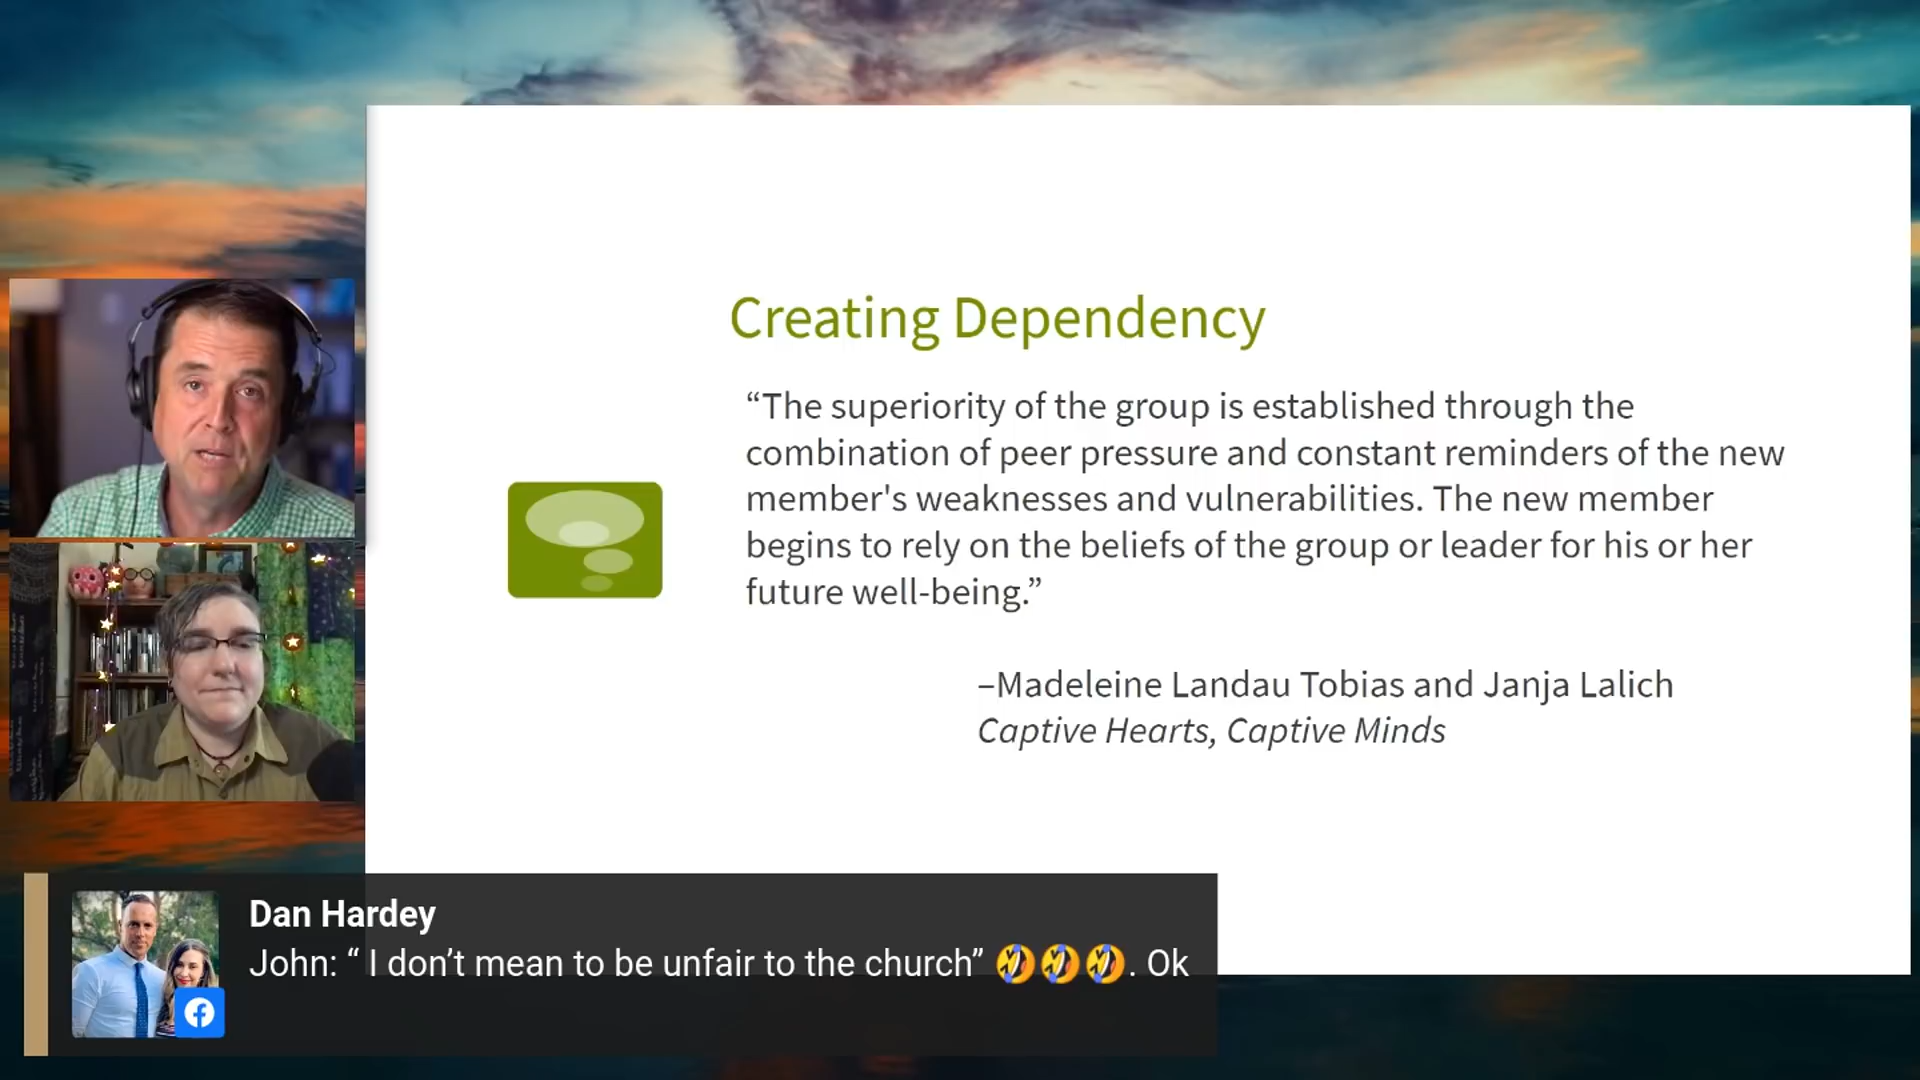 Creating Dependency
“The superiority of the group is established through the
combination of peer pressure and constant reminders of the new
member's weaknesses and vulnerabilities. The new member
begins to rely on the beliefs of the group or leader for his or her
future well-being.”
–Madeleine Landau Tobias and Janja Lalich
Captive Hearts, Captive Minds
Dan Hardey
John: “ I don’t mean to be unfair to the church” 🤣🤣🤣. Ok